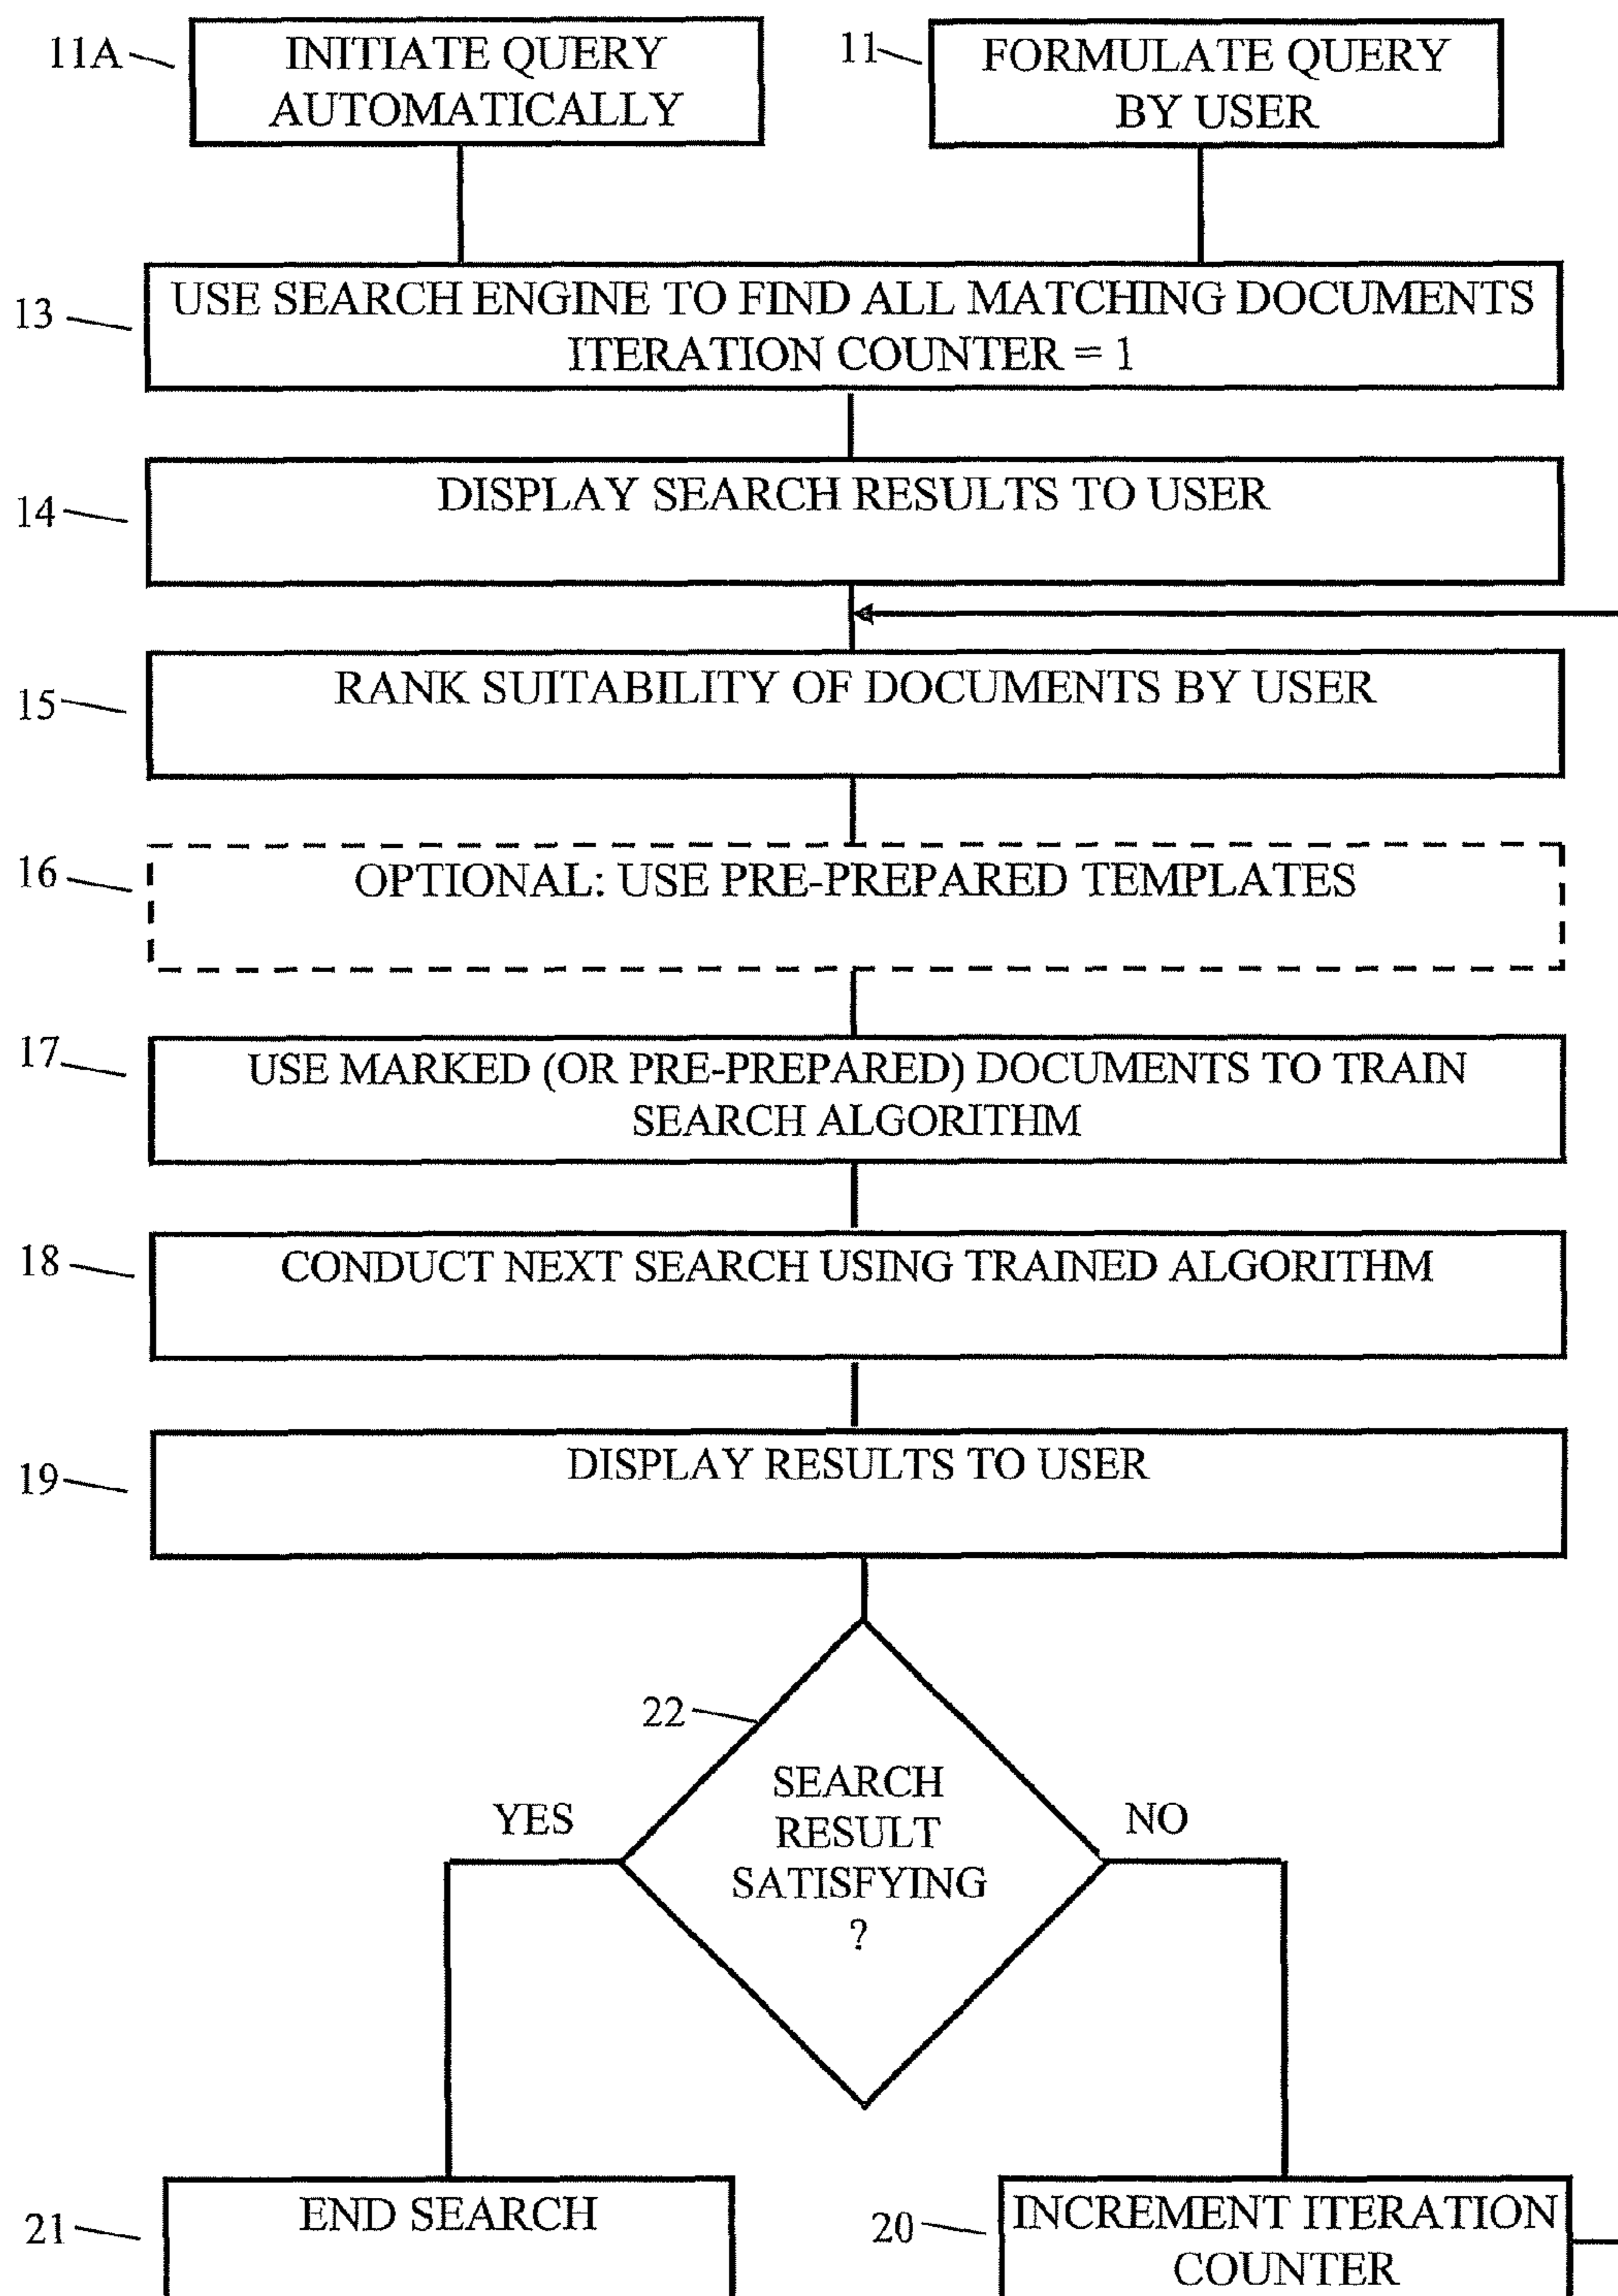 11A
INITIATE QUERY
AUTOMATICALLY
11
FORMULATE QUERY
BY USER
13
USE SEARCH ENGINE TO FIND ALL MATCHING DOCUMENTS
ITERATION COUNTER = 1
14
DISPLAY SEARCH RESULTS TO USER
15
RANK SUITABILITY OF DOCUMENTS BY USER
16
OPTIONAL: USE PRE-PREPARED TEMPLATES
17
USE MARKED (OR PRE-PREPARED) DOCUMENTS TO TRAIN
SEARCH ALGORITHM
18
CONDUCT NEXT SEARCH USING TRAINED ALGORITHM
19
DISPLAY RESULTS TO USER
22
SEARCH
RESULT
SATISFYING
?
YES
NO
21
END SEARCH
20
INCREMENT ITERATION
COUNTER